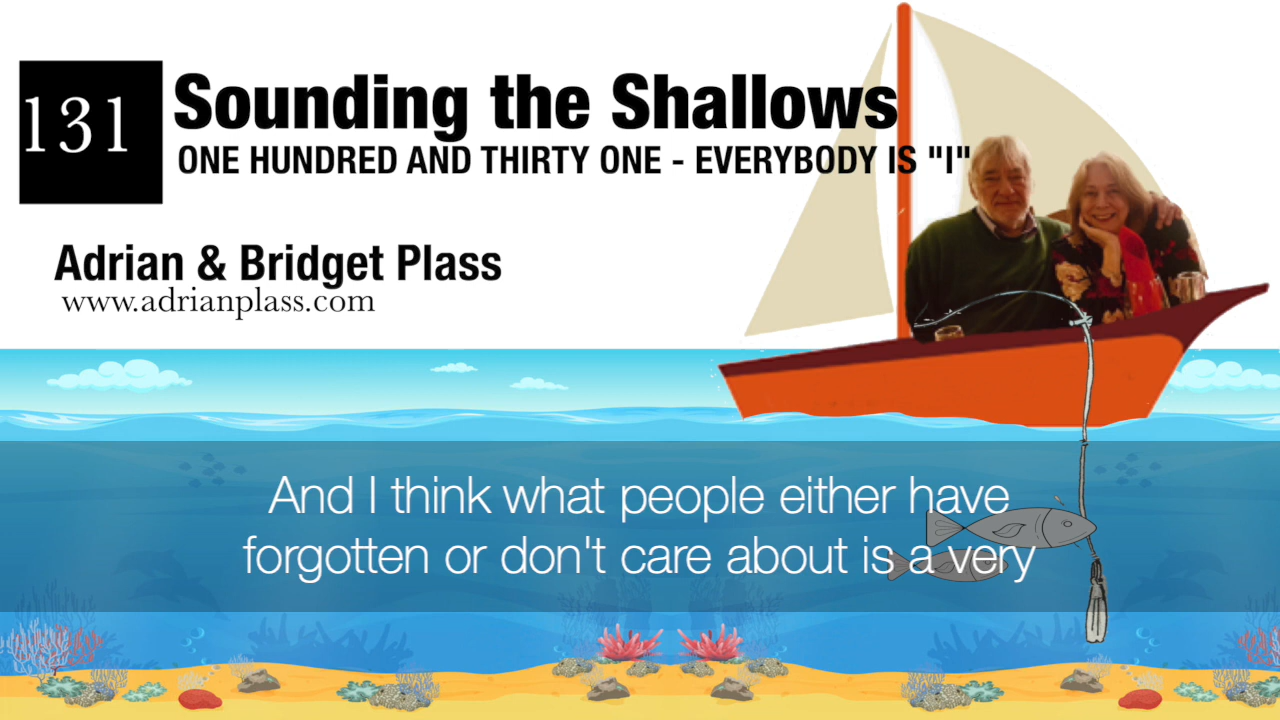 131
Sounding the Shallows
ONE HUNDRED AND THIRTY ONE - EVERYBODY IS "I"
Adrian & Bridget Plass
www.adrianplass.com
And I think what people either have
forgotten or don't care about is a very